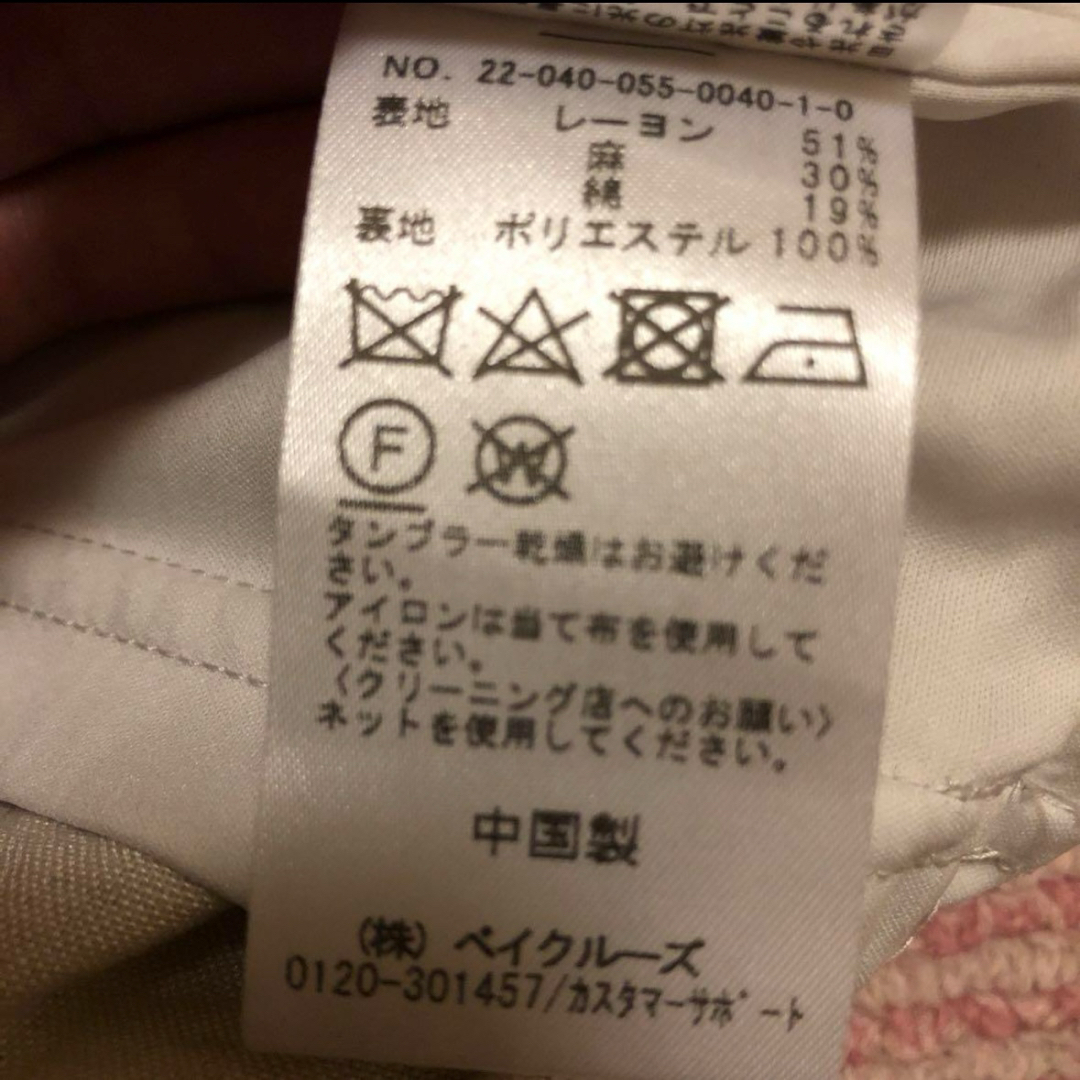 NO. 22-040-055-0040-1-0
表地 レーヨン 51%
麻 30%
綿 19%
裏地 ポリエステル 100%
F
W
タンブラー乾燥はお避けくだ
さい。
アイロンは当て布を使用して
ください。
〈クリーニング店へのお願い〉
ネットを使用してください。
中国製
(株) ベイクルーズ
0120-301457/カスタマーサポート